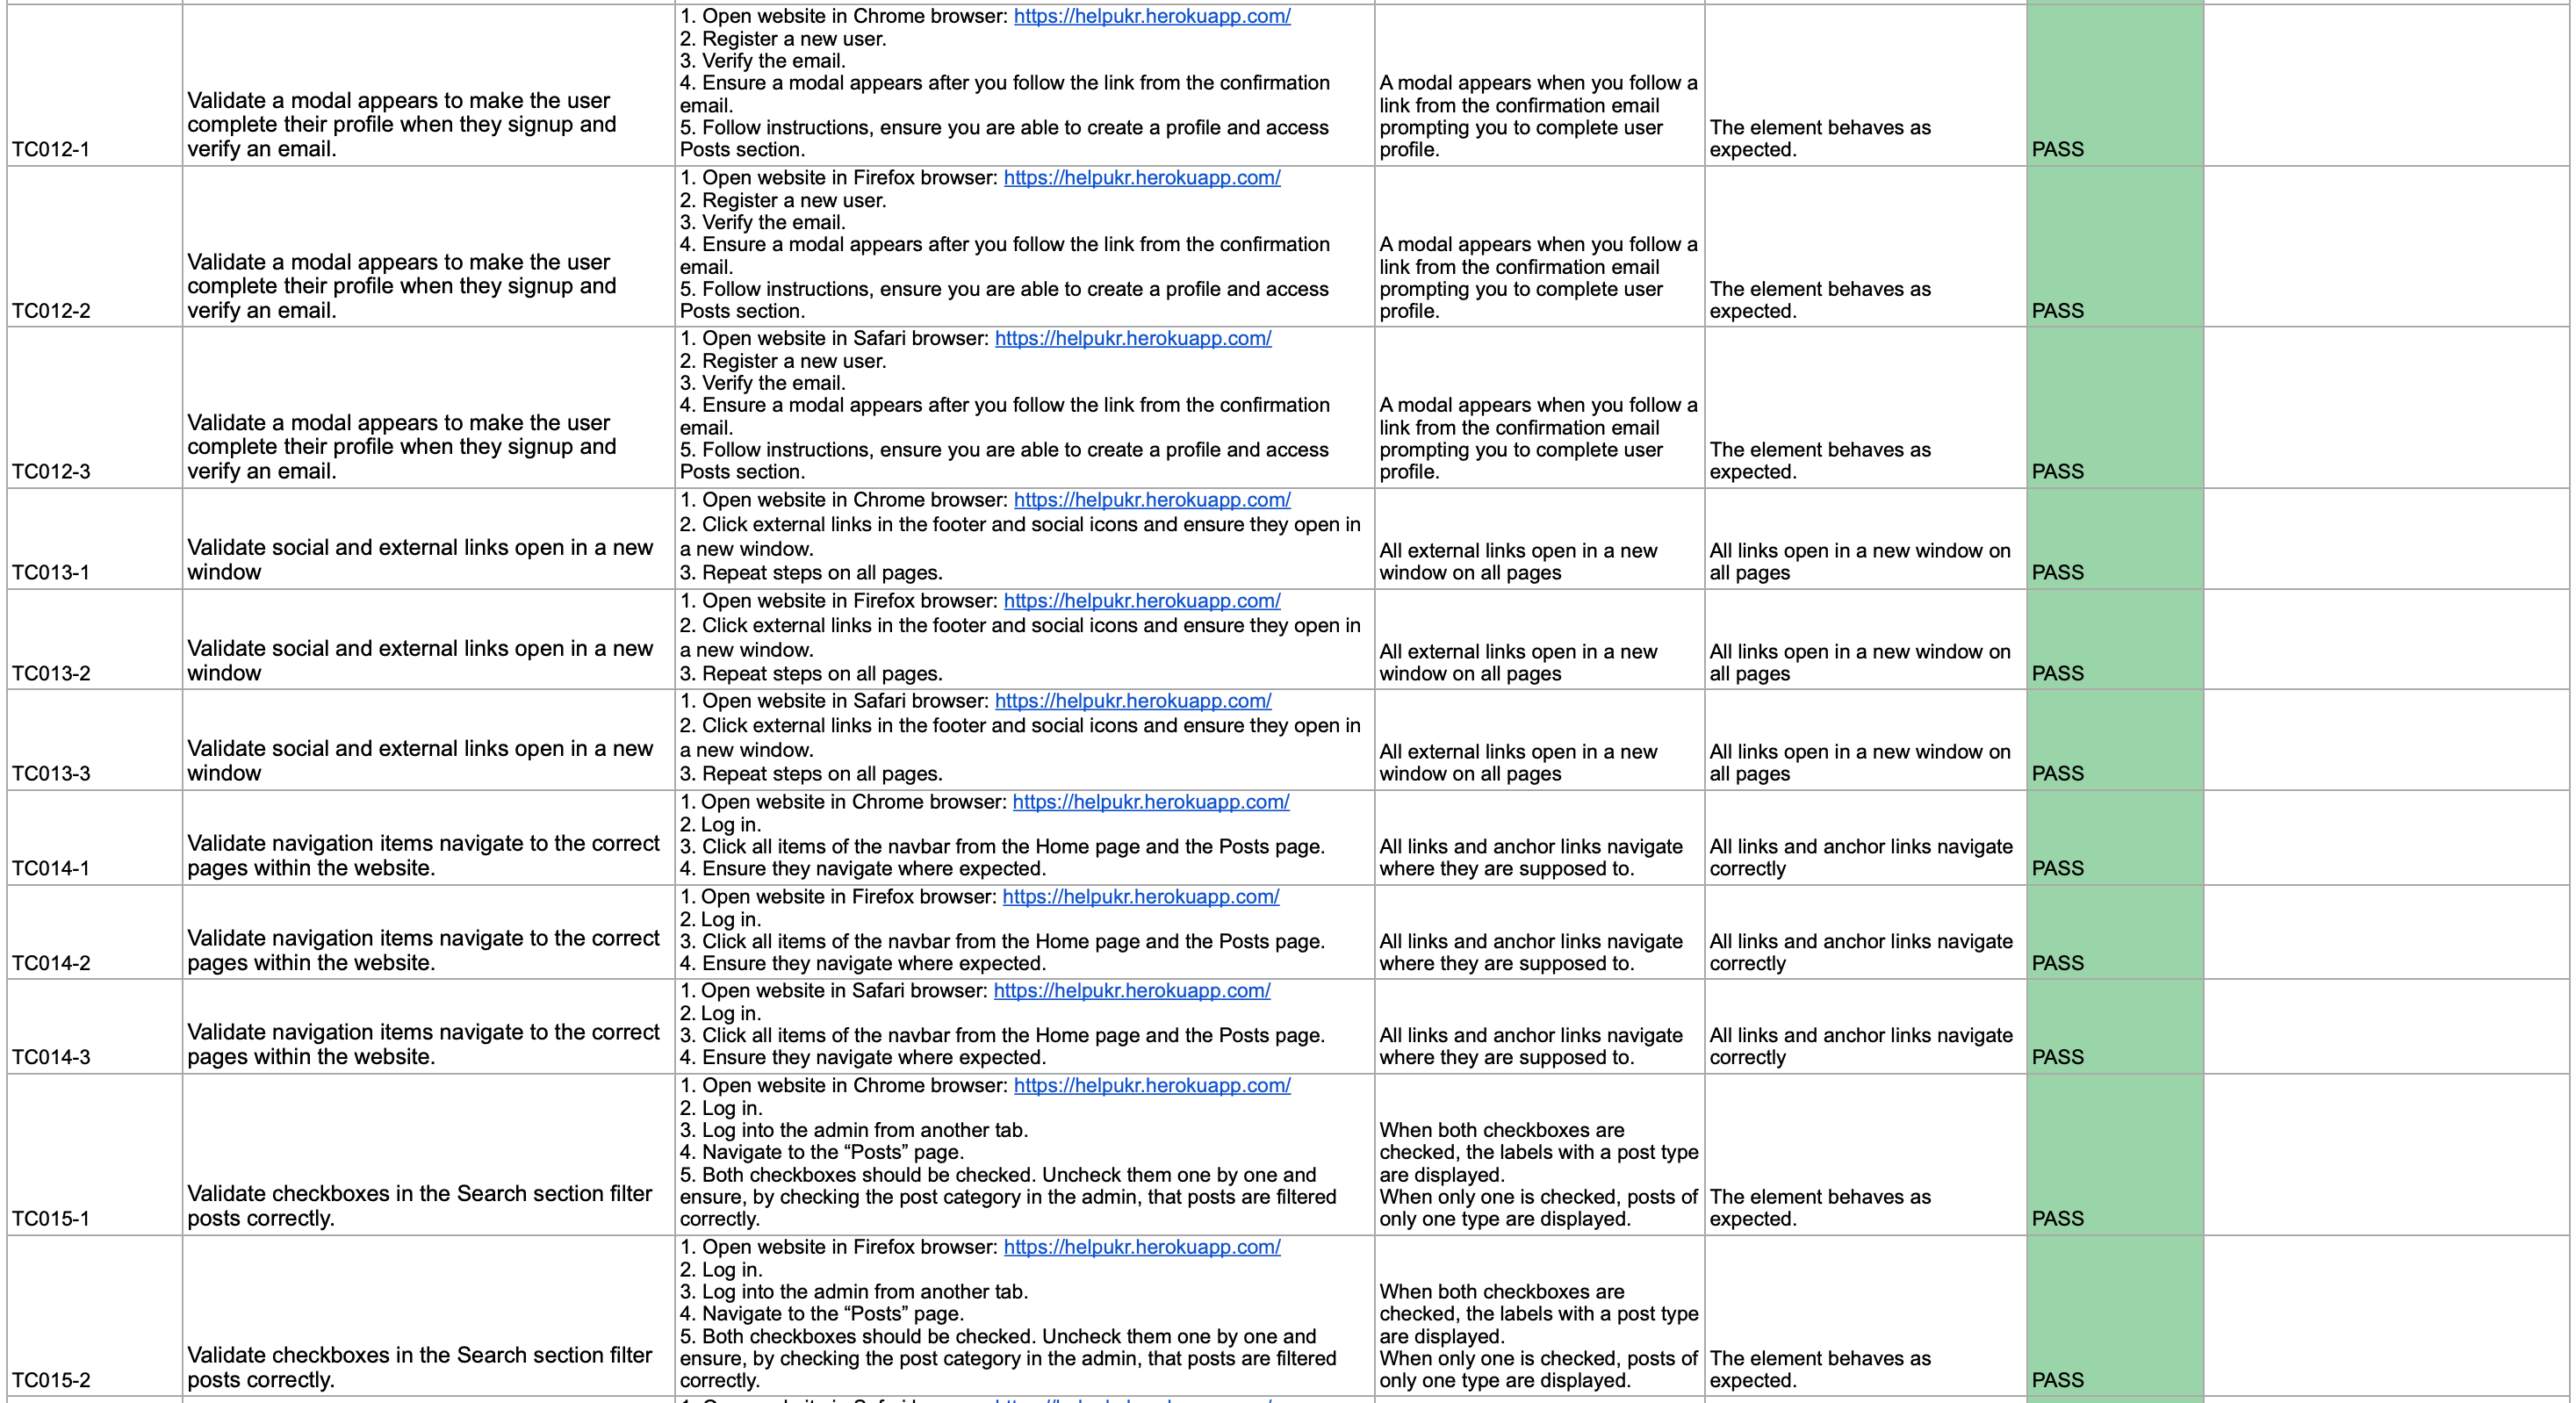 TC012-1
Validate a modal appears to make the user
complete their profile when they signup and
verify an email.
1. Open website in Chrome browser: https://helpukr.herokuapp.com/
2. Register a new user.
3. Verify the email.
4. Ensure a modal appears after you follow the link from the confirmation
email.
5. Follow instructions, ensure you are able to create a profile and access
Posts section.
A modal appears when you follow a
link from the confirmation email
prompting you to complete user
profile.
The element behaves as
expected.
PASS
TC012-2
Validate a modal appears to make the user
complete their profile when they signup and
verify an email.
1. Open website in Firefox browser: https://helpukr.herokuapp.com/
2. Register a new user.
3. Verify the email.
4. Ensure a modal appears after you follow the link from the confirmation
email.
5. Follow instructions, ensure you are able to create a profile and access
Posts section.
A modal appears when you follow a
link from the confirmation email
prompting you to complete user
profile.
The element behaves as
expected.
PASS
TC012-3
Validate a modal appears to make the user
complete their profile when they signup and
verify an email.
1. Open website in Safari browser: https://helpukr.herokuapp.com/
2. Register a new user.
3. Verify the email.
4. Ensure a modal appears after you follow the link from the confirmation
email.
5. Follow instructions, ensure you are able to create a profile and access
Posts section.
A modal appears when you follow a
link from the confirmation email
prompting you to complete user
profile.
The element behaves as
expected.
PASS
TC013-1
Validate social and external links open in a new
window
1. Open website in Chrome browser: https://helpukr.herokuapp.com/
2. Click external links in the footer and social icons and ensure they open in
a new window.
3. Repeat steps on all pages.
All external links open in a new
window on all pages
All links open in a new window on
all pages
PASS
TC013-2
Validate social and external links open in a new
window
1. Open website in Firefox browser: https://helpukr.herokuapp.com/
2. Click external links in the footer and social icons and ensure they open in
a new window.
3. Repeat steps on all pages.
All external links open in a new
window on all pages
All links open in a new window on
all pages
PASS
TC013-3
Validate social and external links open in a new
window
1. Open website in Safari browser: https://helpukr.herokuapp.com/
2. Click external links in the footer and social icons and ensure they open in
a new window.
3. Repeat steps on all pages.
All external links open in a new
window on all pages
All links open in a new window on
all pages
PASS
TC014-1
Validate navigation items navigate to the correct
pages within the website.
1. Open website in Chrome browser: https://helpukr.herokuapp.com/
2. Log in.
3. Click all items of the navbar from the Home page and the Posts page.
4. Ensure they navigate where expected.
All links and anchor links navigate
where they are supposed to.
All links and anchor links navigate
correctly
PASS
TC014-2
Validate navigation items navigate to the correct
pages within the website.
1. Open website in Firefox browser: https://helpukr.herokuapp.com/
2. Log in.
3. Click all items of the navbar from the Home page and the Posts page.
4. Ensure they navigate where expected.
All links and anchor links navigate
where they are supposed to.
All links and anchor links navigate
correctly
PASS
TC014-3
Validate navigation items navigate to the correct
pages within the website.
1. Open website in Safari browser: https://helpukr.herokuapp.com/
2. Log in.
3. Click all items of the navbar from the Home page and the Posts page.
4. Ensure they navigate where expected.
All links and anchor links navigate
where they are supposed to.
All links and anchor links navigate
correctly
PASS
TC015-1
Validate checkboxes in the Search section filter
posts correctly.
1. Open website in Chrome browser: https://helpukr.herokuapp.com/
2. Log in.
3. Log into the admin from another tab.
4. Navigate to the “Posts” page.
5. Both checkboxes should be checked. Uncheck them one by one and
ensure, by checking the post category in the admin, that posts are filtered
correctly.
When both checkboxes are
checked, the labels with a post type
are displayed.
When only one is checked, posts of
only one type are displayed.
The element behaves as
expected.
PASS
TC015-2
Validate checkboxes in the Search section filter
posts correctly.
1. Open website in Firefox browser: https://helpukr.herokuapp.com/
2. Log in.
3. Log into the admin from another tab.
4. Navigate to the “Posts” page.
5. Both checkboxes should be checked. Uncheck them one by one and
ensure, by checking the post category in the admin, that posts are filtered
correctly.
When both checkboxes are
checked, the labels with a post type
are displayed.
When only one is checked, posts of
only one type are displayed.
The element behaves as
expected.
PASS